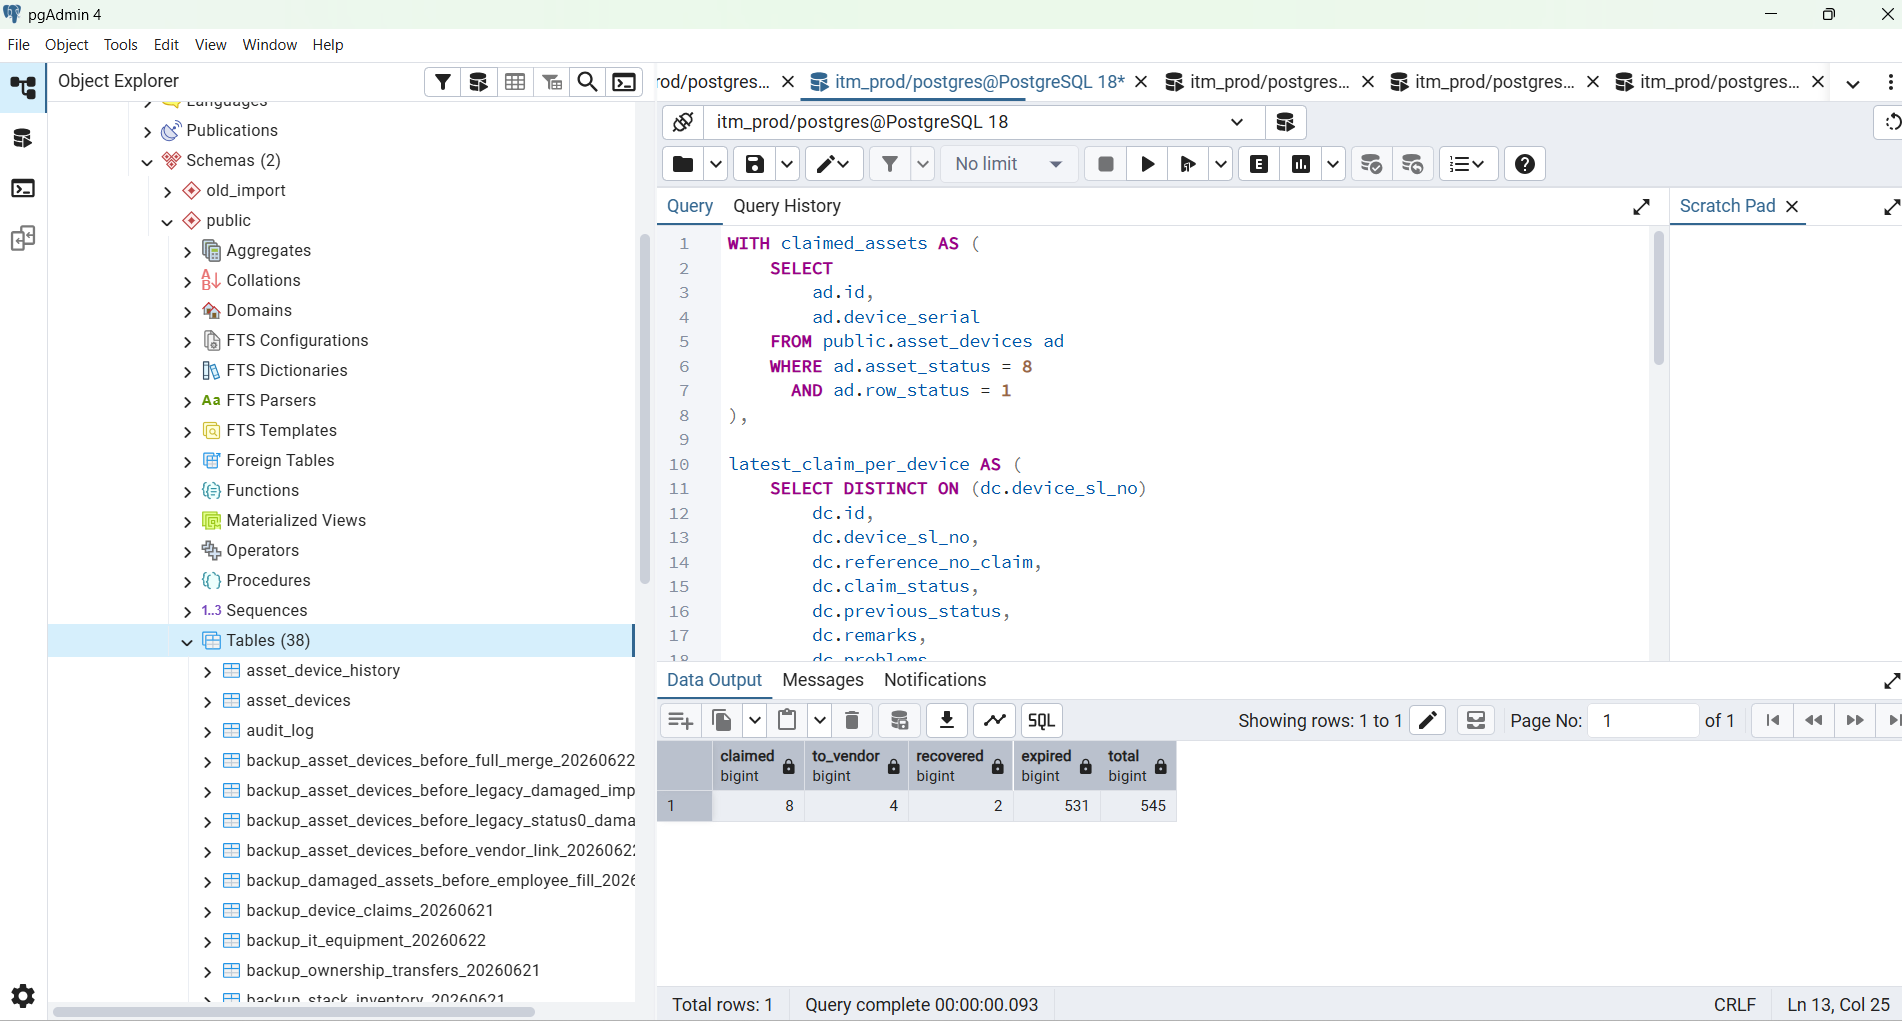 pgAdmin 4
File Object Tools Edit View Window Help
Object Explorer
Languages
Publications
Schemas (2)
old_import
public
Aggregates
Collations
Domains
FTS Configurations
FTS Dictionaries
Aa FTS Parsers
FTS Templates
Foreign Tables
Functions
Materialized Views
Operators
Procedures
1..3 Sequences
Tables (38)
asset_device_history
asset_devices
audit_log
backup_asset_devices_before_full_merge_20260622
backup_asset_devices_before_legacy_damaged_imp
backup_asset_devices_before_legacy_status0_dama
backup_asset_devices_before_vendor_link_2026062
backup_damaged_assets_before_employee_fill_202
backup_device_claims_20260621
backup_it_equipment_20260622
backup_ownership_transfers_20260621
backup_stack_inventory_20260621
rod/postgres... itm_prod/postgres@PostgreSQL 18* itm_prod/postgres... itm_prod/postgres... itm_prod/postgres...
itm_prod/postgres@PostgreSQL 18
No limit
E
Query Query History
Scratch Pad
1 WITH claimed_assets AS (
2 SELECT
3 ad.id,
4 ad.device_serial
5 FROM public.asset_devices ad
6 WHERE ad.asset_status = 8
7 AND ad.row_status = 1
8 ),
9
10 latest_claim_per_device AS (
11 SELECT DISTINCT ON (dc.device_sl_no)
12 dc.id,
13 dc.device_sl_no,
14 dc.reference_no_claim,
15 dc.claim_status,
16 dc.previous_status,
17 dc.remarks,
18 dc.problems
Data Output Messages Notifications
SQL
Showing rows: 1 to 1 Page No: 1 of 1
claimed to_vendor recovered expired total
bigint bigint bigint bigint bigint
1 8 4 2 531 545
Total rows: 1 Query complete 00:00:00.093 CRLF Ln 13, Col 25